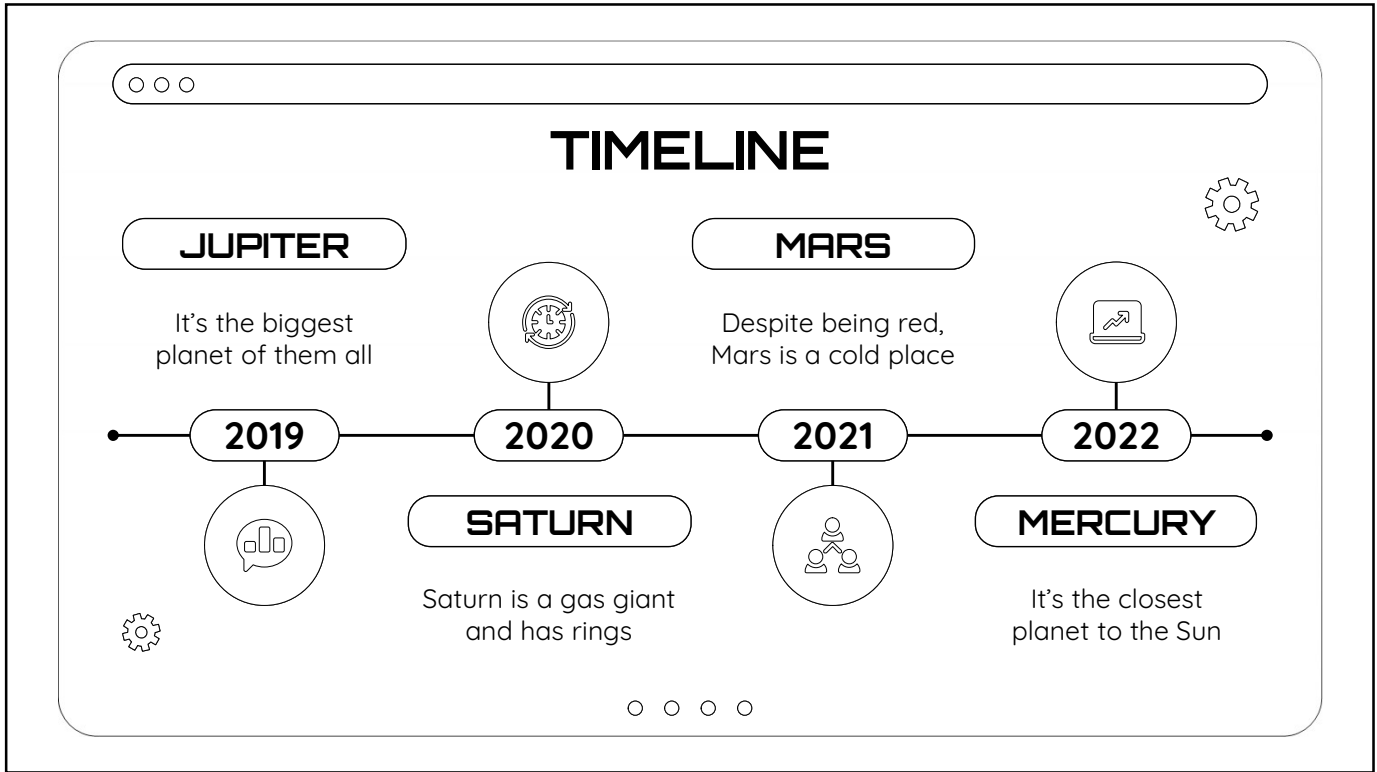 TIMELINE
JUPITER
It's the biggest
planet of them all
MARS
Despite being red,
Mars is a cold place
2019
2020
2021
2022
SATURN
Saturn is a gas giant
and has rings
MERCURY
It's the closest
planet to the Sun